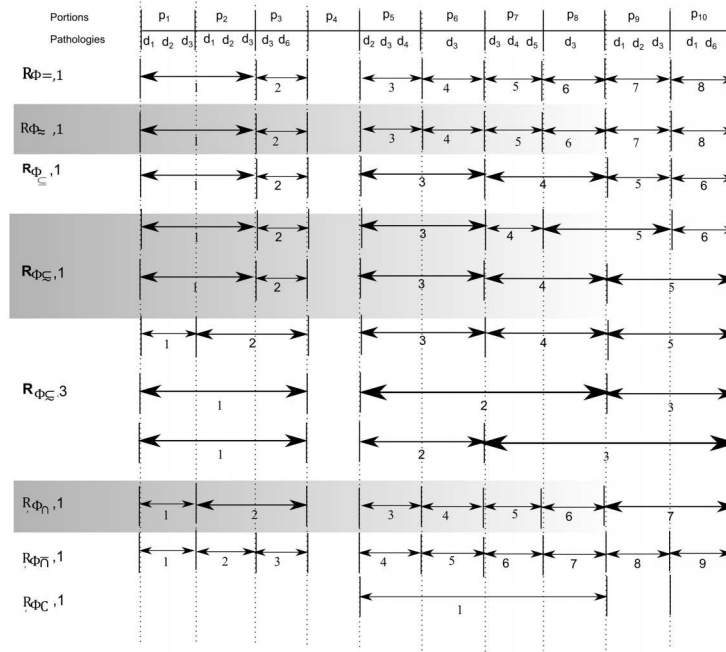 Portions p1 p2 p3 p4 p5 p6 p7 p8 p9 p10
Pathologies d1 d2 d3 d1 d2 d3 d3 d6 d2 d3 d4 d3 d3 d4 d5 d3 d1 d2 d3 d1 d6
RΦ=,1 1 2 3 4 5 6 7 8
RΦ≈,1 1 2 3 4 5 6 7 8
RΦ⊆,1 1 2 3 4 5 6
1 2 3 4 5 6
RΦ⊊,1 1 2 3 4 5
1 2 3 4 5
RΦ⊊,3 1 2 3
1 2 3
RΦ∩,1 1 2 3 4 5 6 7
RΦ∩̅,1 1 2 3 4 5 6 7 8 9
RΦC,1 1